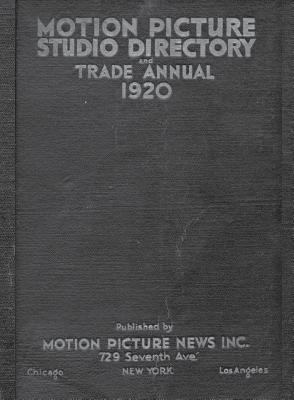 MOTION PICTURE
STUDIO DIRECTORY
and
TRADE ANNUAL
1920
Published by
MOTION PICTURE NEWS INC.
729 Seventh Ave.
Chicago NEW YORK Los Angeles